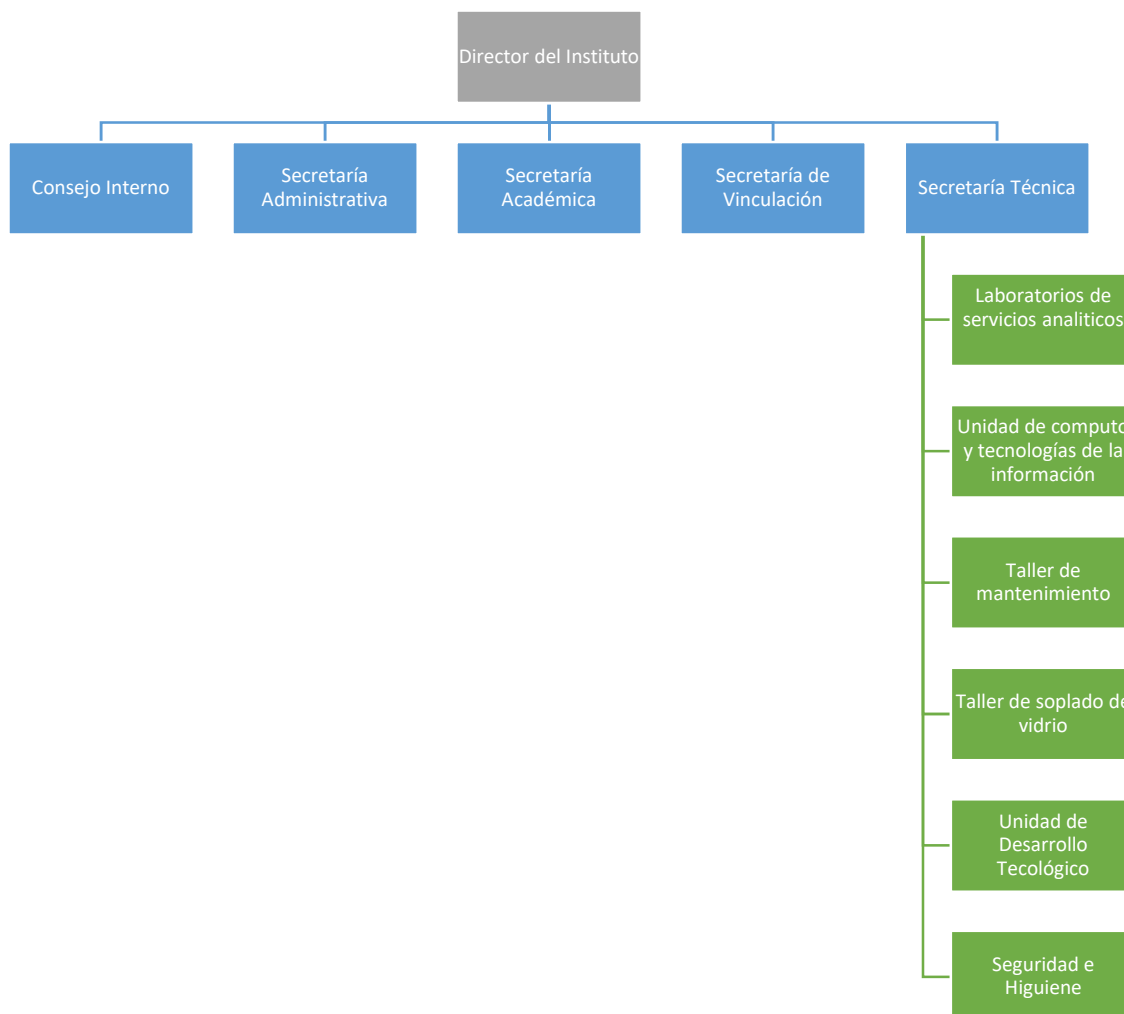 Director del Instituto
Consejo Interno
Secretaría
Administrativa
Secretaría
Académica
Secretaría de
Vinculación
Secretaría Técnica
Laboratorios de
servicios analiticos
Unidad de computo
y tecnologías de la
información
Taller de
mantenimiento
Taller de soplado de
vidrio
Unidad de
Desarrollo
Tecológico
Seguridad e
Higuiene